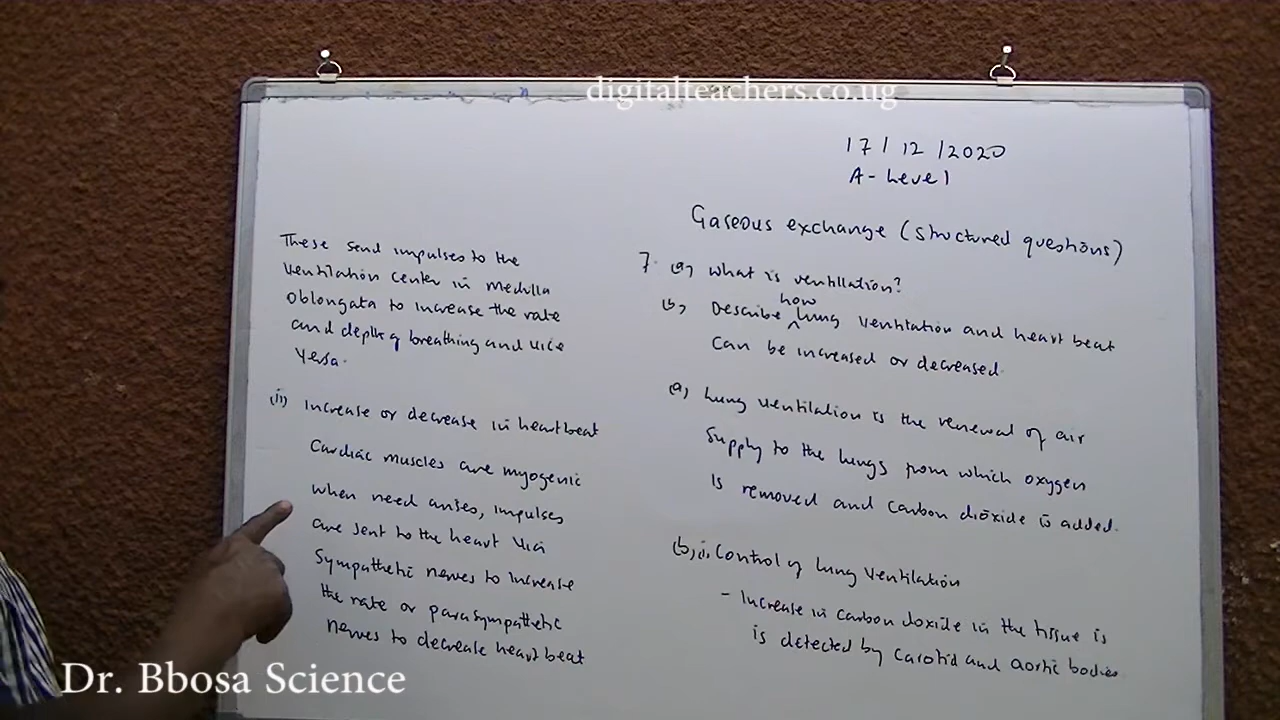 digitalteachers.co.ug
17/12/2020
A-Level
Gaseous exchange (structured questions)
7. (a) What is ventilation?
how
(b) Describe ^ lung ventilation and heart beat
can be increased or decreased.
(a) Lung ventilation is the renewal of air
supply to the lungs from which oxygen
is removed and carbon dioxide is added.
(b) i, Control of lung ventilation
- Increase in carbon doxide in the tissue is
is detected by carotid and aortic bodies
These send impulses to the
ventilation center in Medulla
oblongata to increase the rate
and depth of breathing and vice
versa.
(ii) Increase or decrease in heartbeat
Cardiac muscles are myogenic
when need arises, impulses
are sent to the heart via
sympathetic nerves to increase
the rate or parasympathetic
nerves to decrease heart beat
Dr. Bbosa Science